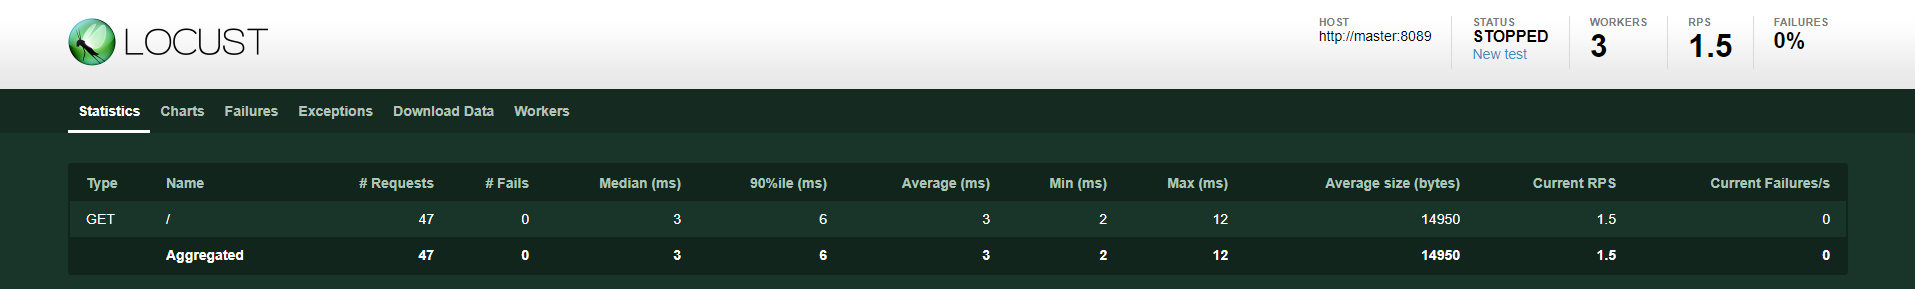 LOCUST
HOST
http://master:8089
STATUS
STOPPED
New test
WORKERS
3
RPS
1.5
FAILURES
0%
Statistics Charts Failures Exceptions Download Data Workers
Type Name # Requests # Fails Median (ms) 90%ile (ms) Average (ms) Min (ms) Max (ms) Average size (bytes) Current RPS Current Failures/s
GET / 47 0 3 6 3 2 12 14950 1.5 0
Aggregated 47 0 3 6 3 2 12 14950 1.5 0